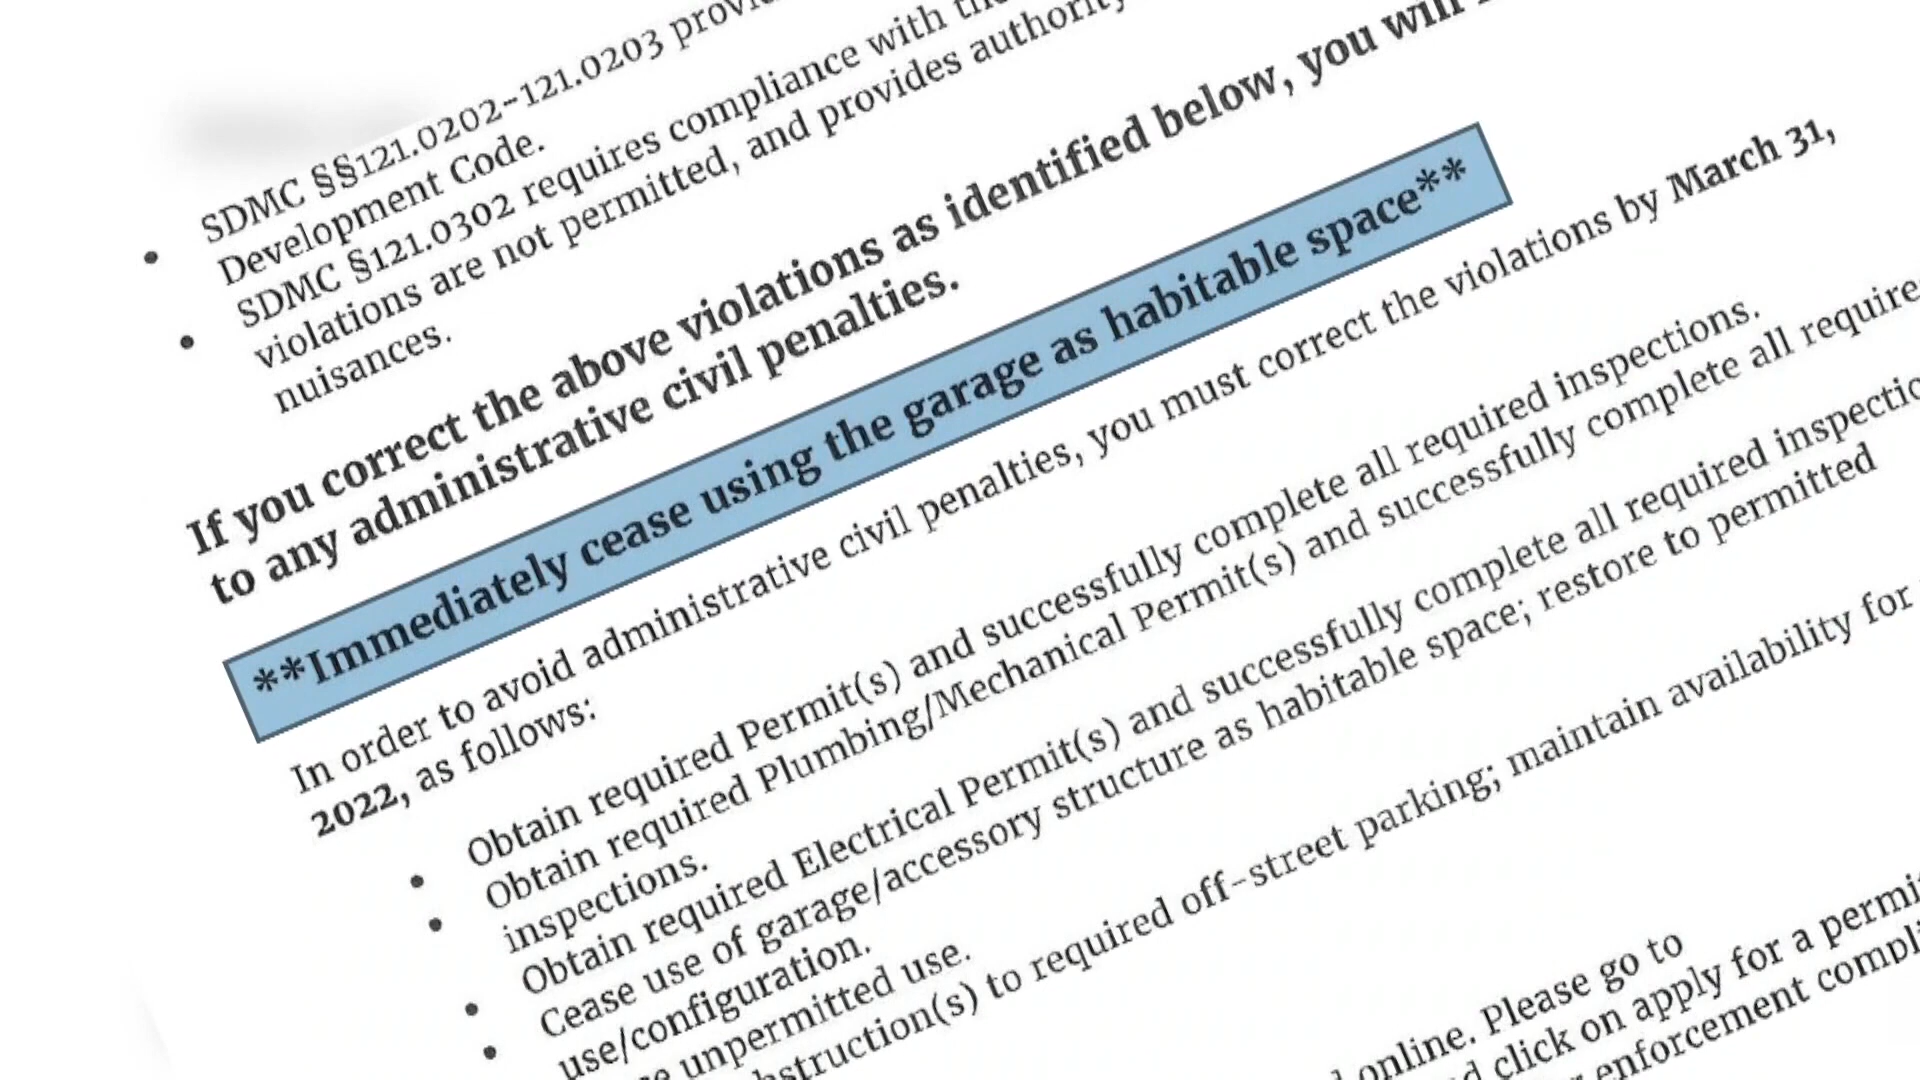 SDMC §§121.0202-121.0203
Development Code.
SDMC §121.0302 requires compliance with
violations are not permitted, and provides authority
nuisances.
If you correct the above violations as identified below, you will
to any administrative civil penalties.
**Immediately cease using the garage as habitable space**
In order to avoid administrative civil penalties, you must correct the violations by March 31,
2022, as follows:
Obtain required Permit(s) and successfully complete all required inspections.
Obtain required Plumbing/Mechanical Permit(s) and successfully complete all
inspections.
Obtain required Electrical Permit(s) and successfully complete all required
Cease use of garage/accessory structure as habitable space; restore to permitted
use/configuration.
unpermitted use.
to required off-street parking; maintain availability for
online. Please go to
click on apply for a
enforcement